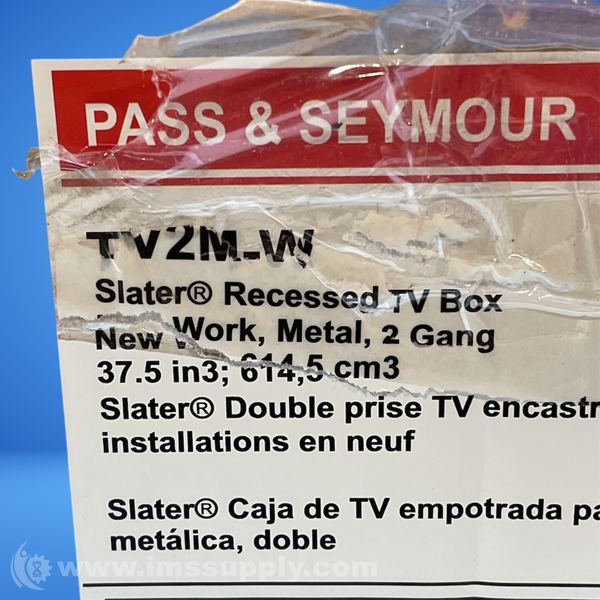 PASS & SEYMOUR
TV2M-W
Slater® Recessed TV Box
New Work, Metal, 2 Gang
37.5 in3; 614,5 cm3
Slater® Double prise TV encastr
installations en neuf
Slater® Caja de TV empotrada pa
metálica, doble
www.imssupply.com